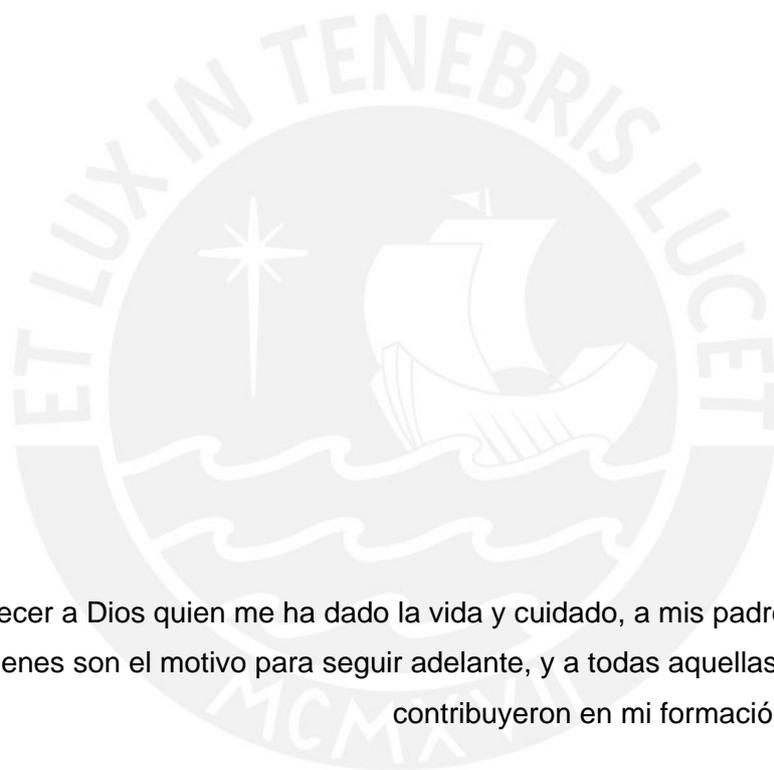 ET LUX IN TENEBRIS LUCET
ecer a Dios quien me ha dado la vida y cuidado, a mis padr
enes son el motivo para seguir adelante, y a todas aquellas
contribuyeron en mi formació
MCMXVII